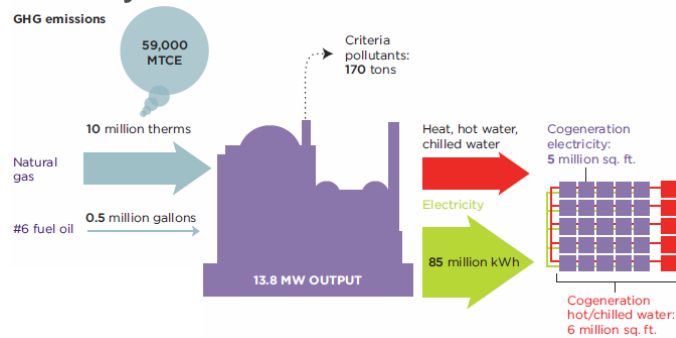 GHG emissions
59,000
MTCE
Criteria
pollutants:
170 tons
10 million therms
Natural
gas
#6 fuel oil
0.5 million gallons
13.8 MW OUTPUT
Heat, hot water,
chilled water
Electricity
85 million kWh
Cogeneration
electricity:
5 million sq. ft.
Cogeneration
hot/chilled water:
6 million sq. ft.